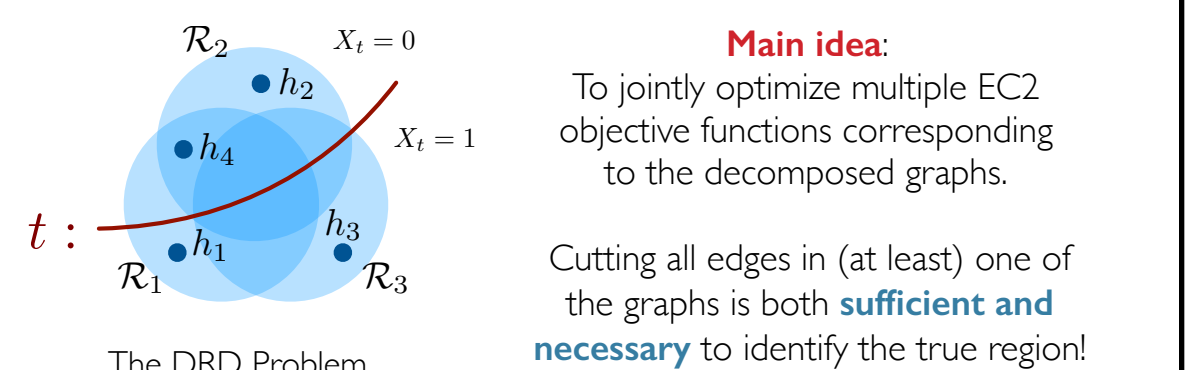 R₂
Xₜ = 0
h₂
Xₜ = 1
h₄
t :
h₃
h₁
R₁
R₃
The DRD Problem
Main idea:
To jointly optimize multiple EC2
objective functions corresponding
to the decomposed graphs.
Cutting all edges in (at least) one of
the graphs is both sufficient and
necessary to identify the true region!